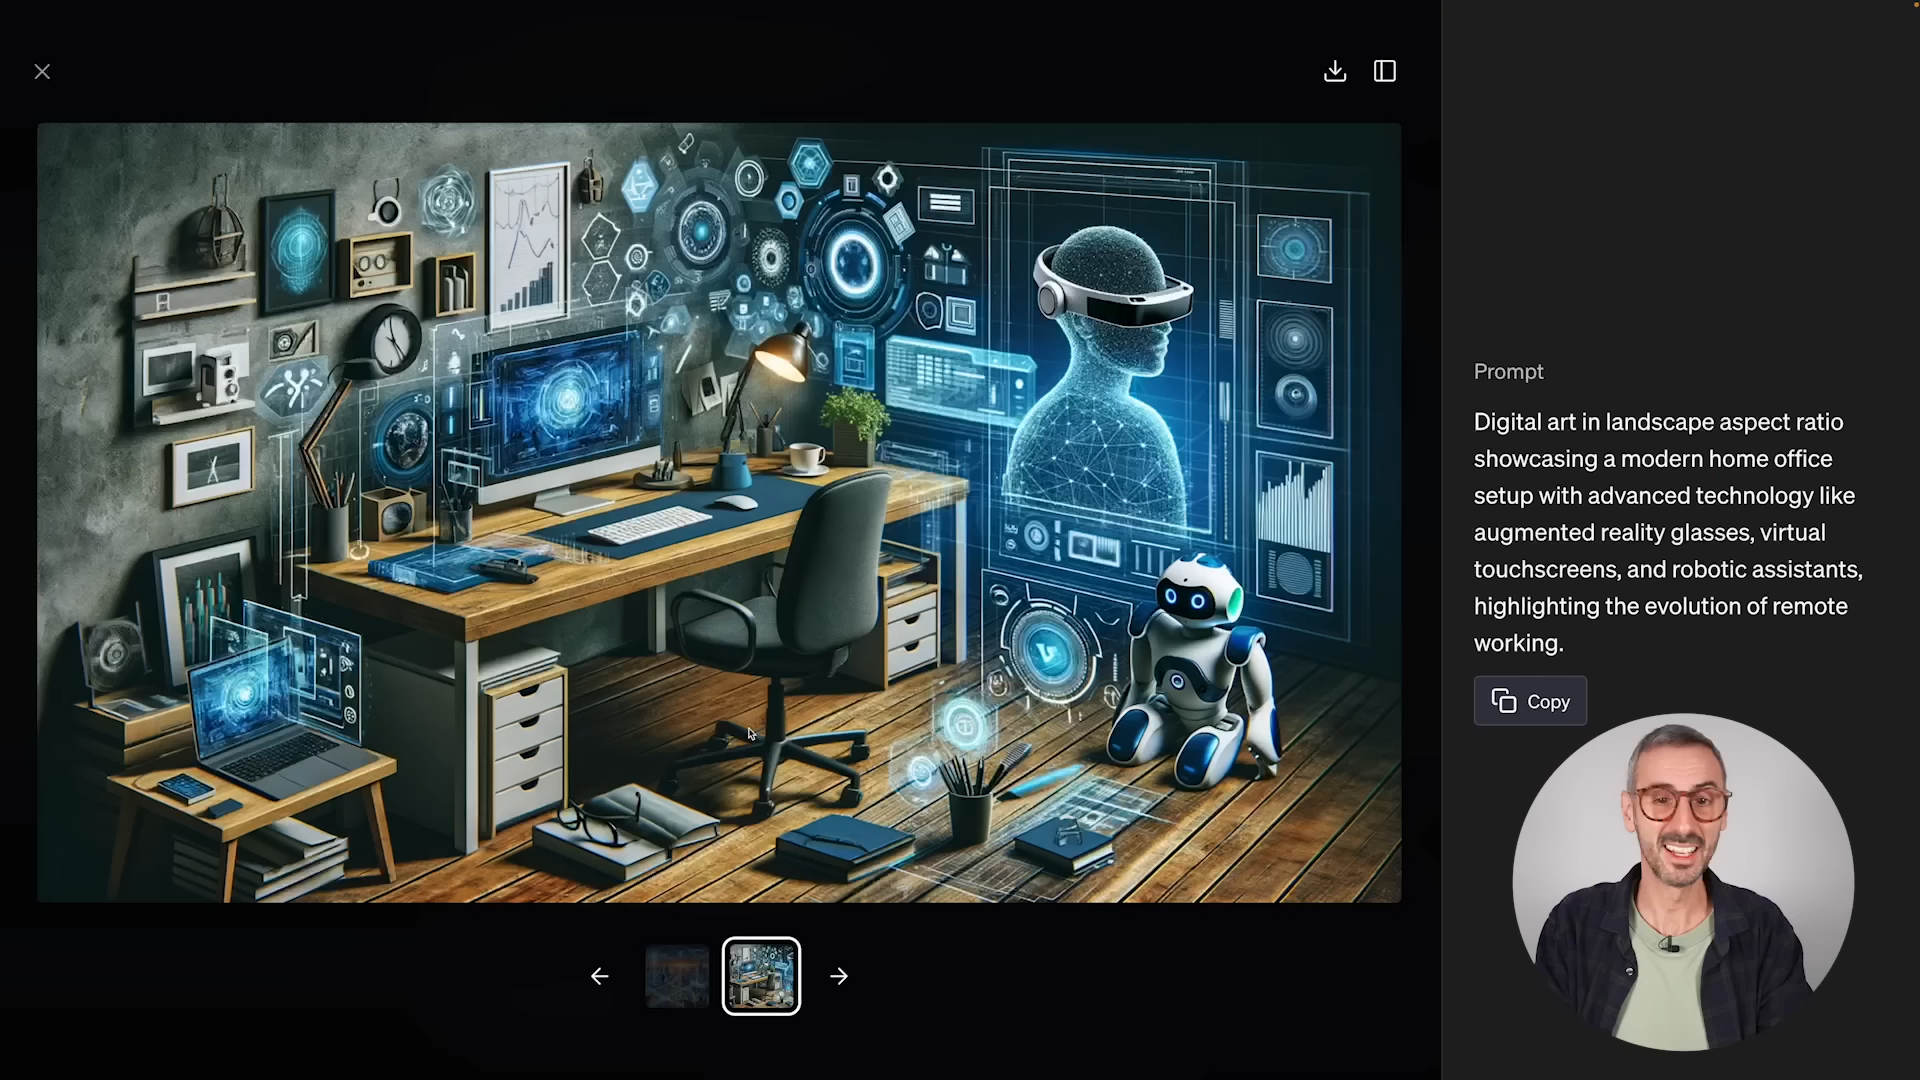 Prompt
Digital art in landscape aspect ratio
showcasing a modern home office
setup with advanced technology like
augmented reality glasses, virtual
touchscreens, and robotic assistants,
highlighting the evolution of remote
working.
Copy